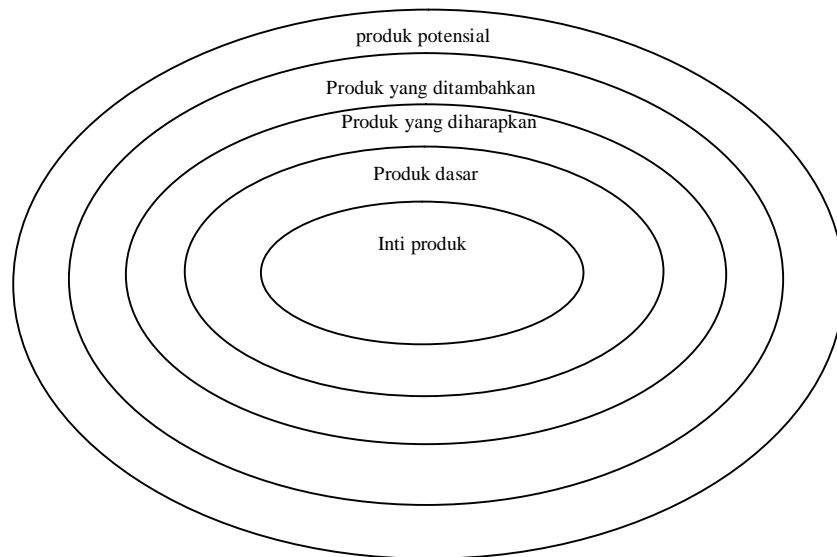 produk potensial
Produk yang ditambahkan
Produk yang diharapkan
Produk dasar
Inti produk